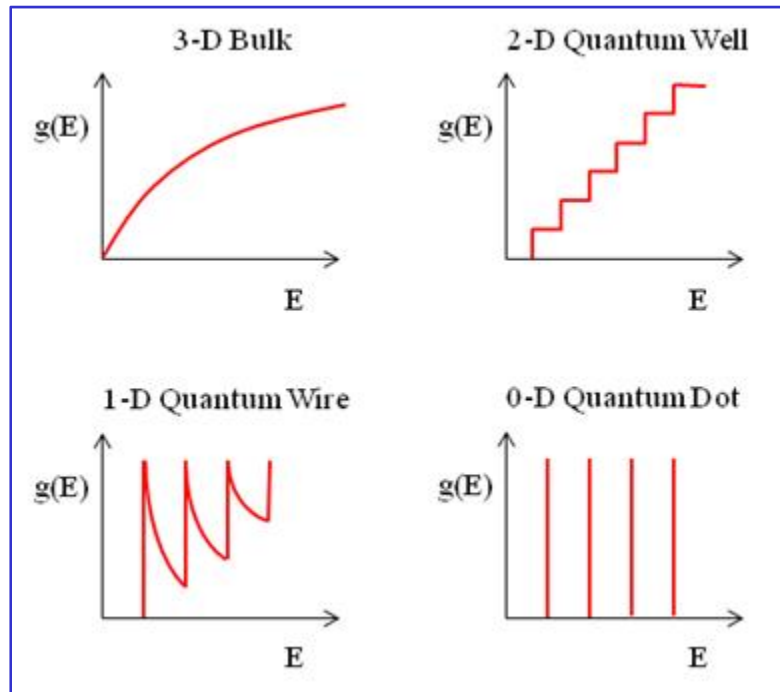 3-D Bulk
g(E)
E
2-D Quantum Well
g(E)
E
1-D Quantum Wire
g(E)
E
0-D Quantum Dot
g(E)
E